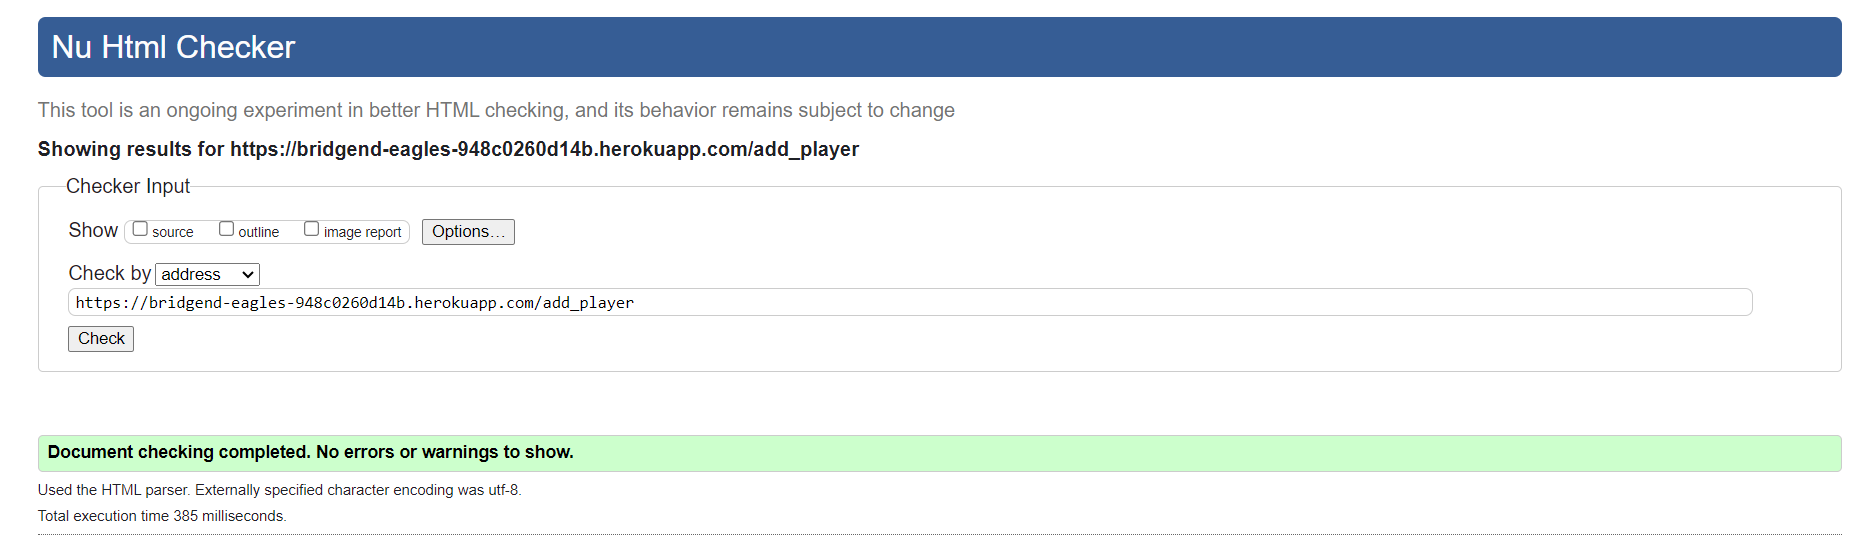 Nu Html Checker
This tool is an ongoing experiment in better HTML checking, and its behavior remains subject to change
Showing results for https://bridgend-eagles-948c0260d14b.herokuapp.com/add_player
Checker Input
Show source outline image report Options...
Check by address
https://bridgend-eagles-948c0260d14b.herokuapp.com/add_player
Check
Document checking completed. No errors or warnings to show.
Used the HTML parser. Externally specified character encoding was utf-8.
Total execution time 385 milliseconds.